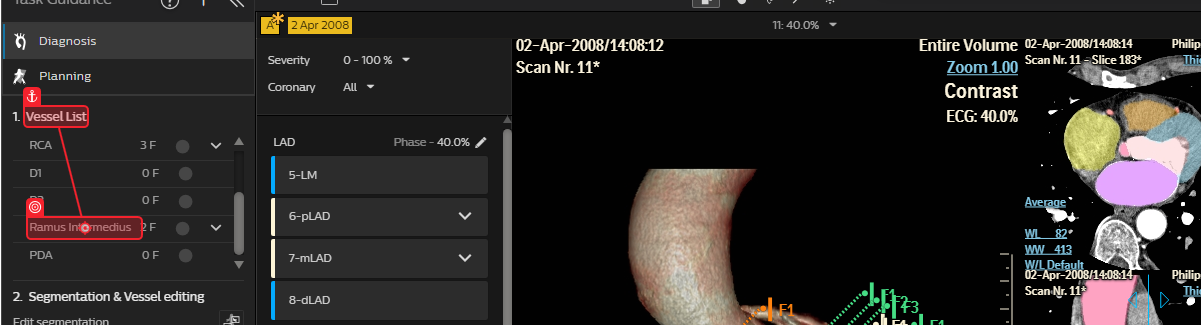 Task Guidance
A
2 Apr 2008
11: 40.0%
Diagnosis
Planning
1. Vessel List
RCA 3 F
D1 0 F
0 F
Ramus Intermedius 2 F
PDA 0 F
2. Segmentation & Vessel editing
Edit segmentation
Severity 0 - 100 %
Coronary All
LAD Phase - 40.0%
5-LM
6-pLAD
7-mLAD
8-dLAD
02-Apr-2008/14:08:12
Scan Nr. 11*
Entire Volume
Zoom 1.00
Contrast
ECG: 40.0%
F1
F1
F2
F3
F1
02-Apr-2008/14:08:14 Philip
Scan Nr. 11 - Slice 183* Thi
Average
WL 82
WW 413
W/L Default
02-Apr-2008/14:08:14 Philip
Scan Nr. 11* Thi